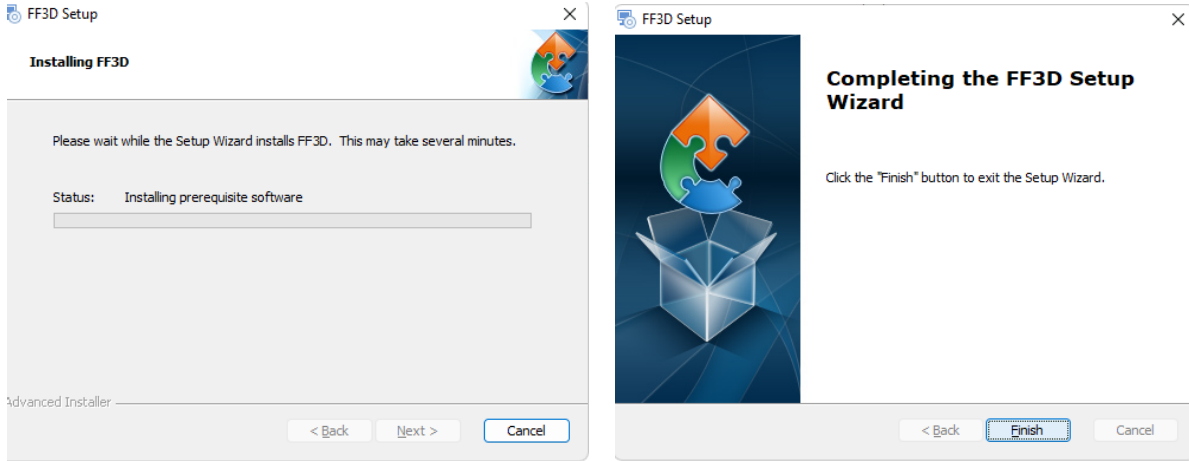 FF3D Setup
Installing FF3D
Please wait while the Setup Wizard installs FF3D.  This may take several minutes.
Status: Installing prerequisite software
Advanced Installer
< Back Next > Cancel
FF3D Setup
Completing the FF3D Setup
Wizard
Click the "Finish" button to exit the Setup Wizard.
< Back Finish Cancel